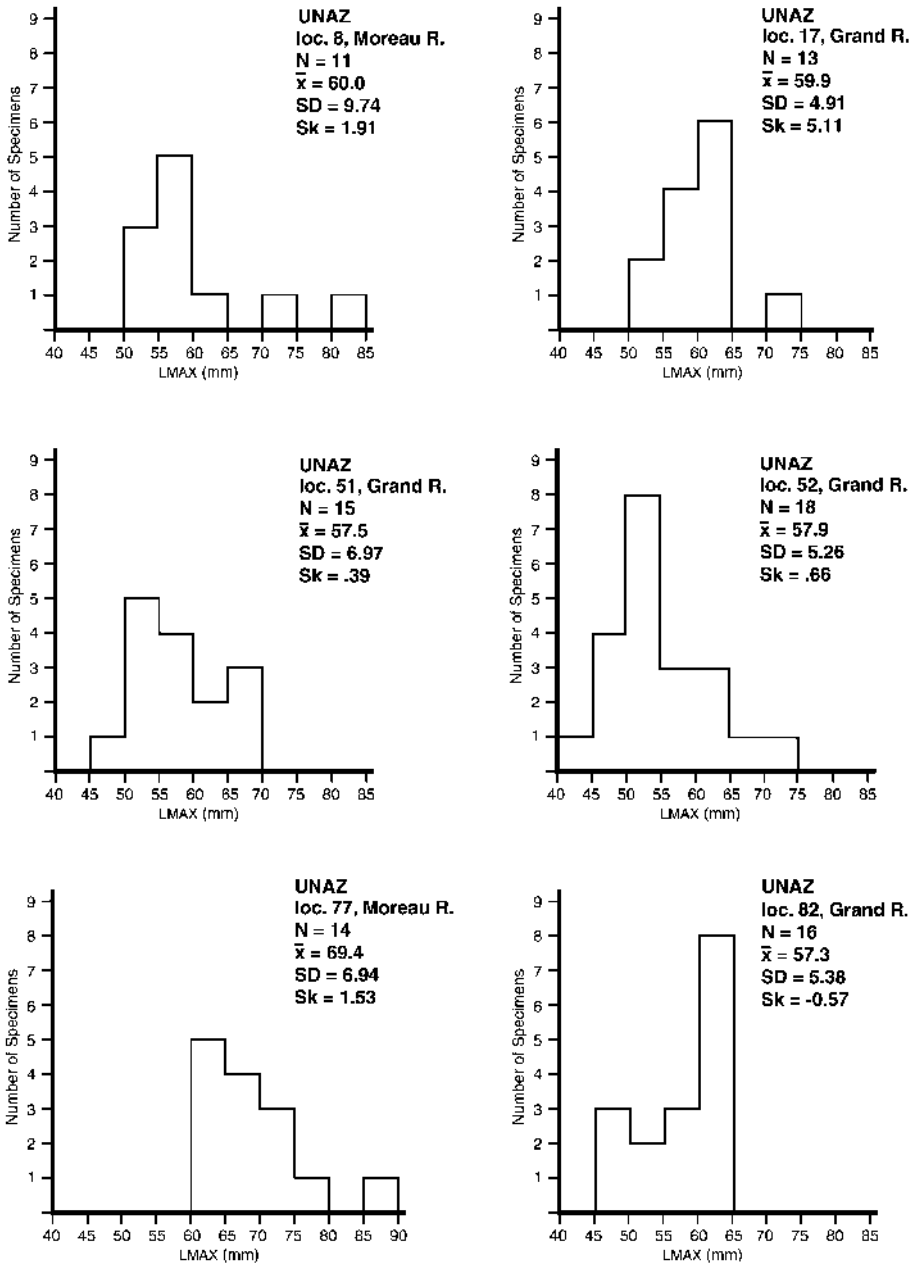 UNAZ
loc. 8, Moreau R.
N = 11
x̄ = 60.0
SD = 9.74
Sk = 1.91
Number of Specimens
9
8
7
6
5
4
3
2
1
40 45 50 55 60 65 70 75 80 85
LMAX (mm)
UNAZ
loc. 17, Grand R.
N = 13
x̄ = 59.9
SD = 4.91
Sk = 5.11
Number of Specimens
9
8
7
6
5
4
3
2
1
40 45 50 55 60 65 70 75 80 85
LMAX (mm)
UNAZ
loc. 51, Grand R.
N = 15
x̄ = 57.5
SD = 6.97
Sk = .39
Number of Specimens
9
8
7
6
5
4
3
2
1
40 45 50 55 60 65 70 75 80 85
LMAX (mm)
UNAZ
loc. 52, Grand R.
N = 18
x̄ = 57.9
SD = 5.26
Sk = .66
Number of Specimens
9
8
7
6
5
4
3
2
1
40 45 50 55 60 65 70 75 80 85
LMAX (mm)
UNAZ
loc. 77, Moreau R.
N = 14
x̄ = 69.4
SD = 6.94
Sk = 1.53
Number of Specimens
9
8
7
6
5
4
3
2
1
40 45 50 55 60 65 70 75 80 85 90
LMAX (mm)
UNAZ
loc. 82, Grand R.
N = 16
x̄ = 57.3
SD = 5.38
Sk = -0.57
Number of Specimens
9
8
7
6
5
4
3
2
1
40 45 50 55 60 65 70 75 80 85
LMAX (mm)